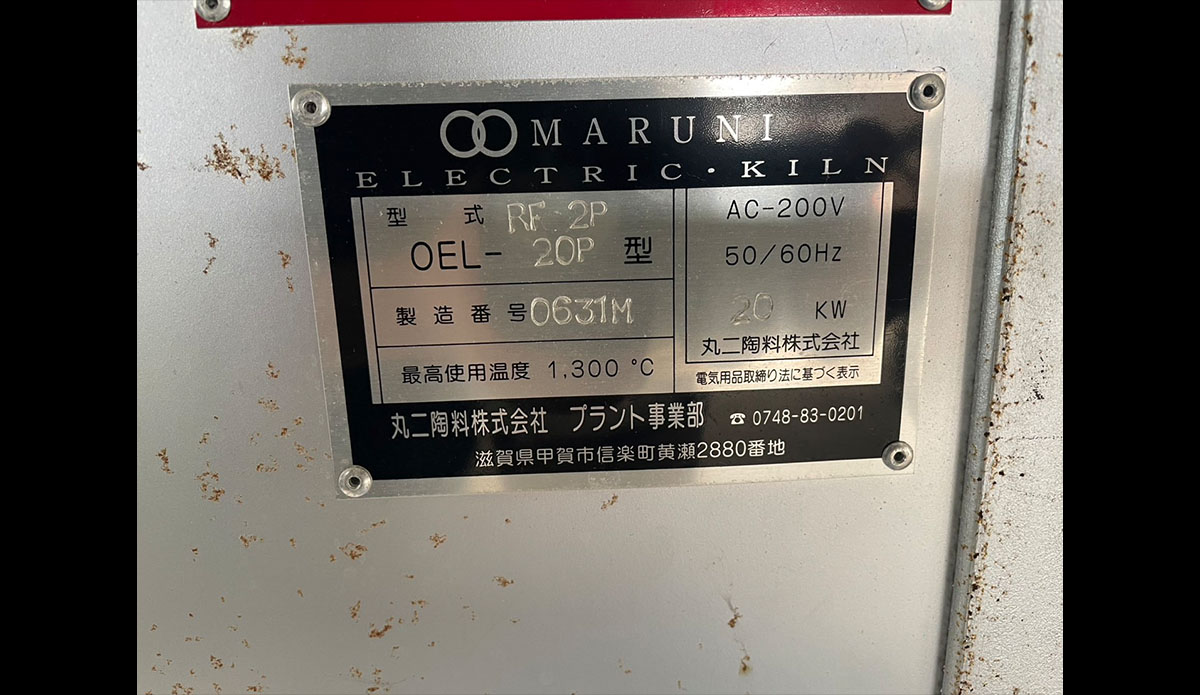 MARUNI
ELECTRIC・KILN
型 式 RF 2P
OEL- 20P 型
製造番号 0631M
最高使用温度 1,300 ℃
AC-200V
50/60Hz
20 KW
丸二陶料株式会社
電気用品取締り法に基づく表示
丸二陶料株式会社 プラント事業部 ☎ 0748-83-0201
滋賀県甲賀市信楽町黄瀬2880番地